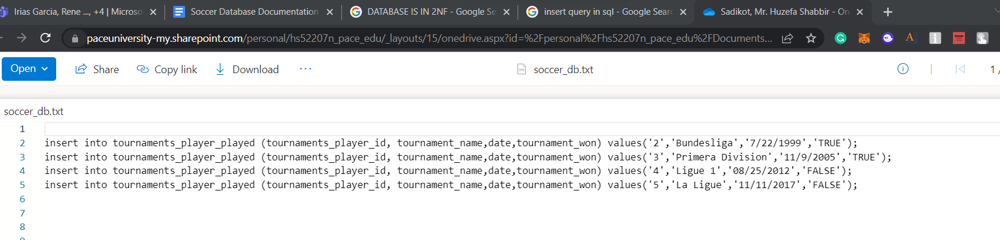 Irias Garcia, Rene ..., +4 | Microso
Soccer Database Documentation
DATABASE IS IN 2NF - Google Se
insert query in sql - Google Searc
Sadikot, Mr. Huzefa Shabbir - On
paceuniversity-my.sharepoint.com/personal/hs52207n_pace_edu/_layouts/15/onedrive.aspx?id=%2Fpersonal%2Fhs52207n_pace_edu%2FDocuments...
Open Share Copy link Download ... soccer_db.txt 1 /
soccer_db.txt
1
2 insert into tournaments_player_played (tournaments_player_id, tournament_name,date,tournament_won) values('2','Bundesliga','7/22/1999','TRUE');
3 insert into tournaments_player_played (tournaments_player_id, tournament_name,date,tournament_won) values('3','Primera Division','11/9/2005','TRUE');
4 insert into tournaments_player_played (tournaments_player_id, tournament_name,date,tournament_won) values('4','Ligue 1','08/25/2012','FALSE');
5 insert into tournaments_player_played (tournaments_player_id, tournament_name,date,tournament_won) values('5','La Ligue','11/11/2017','FALSE');
6
7
8